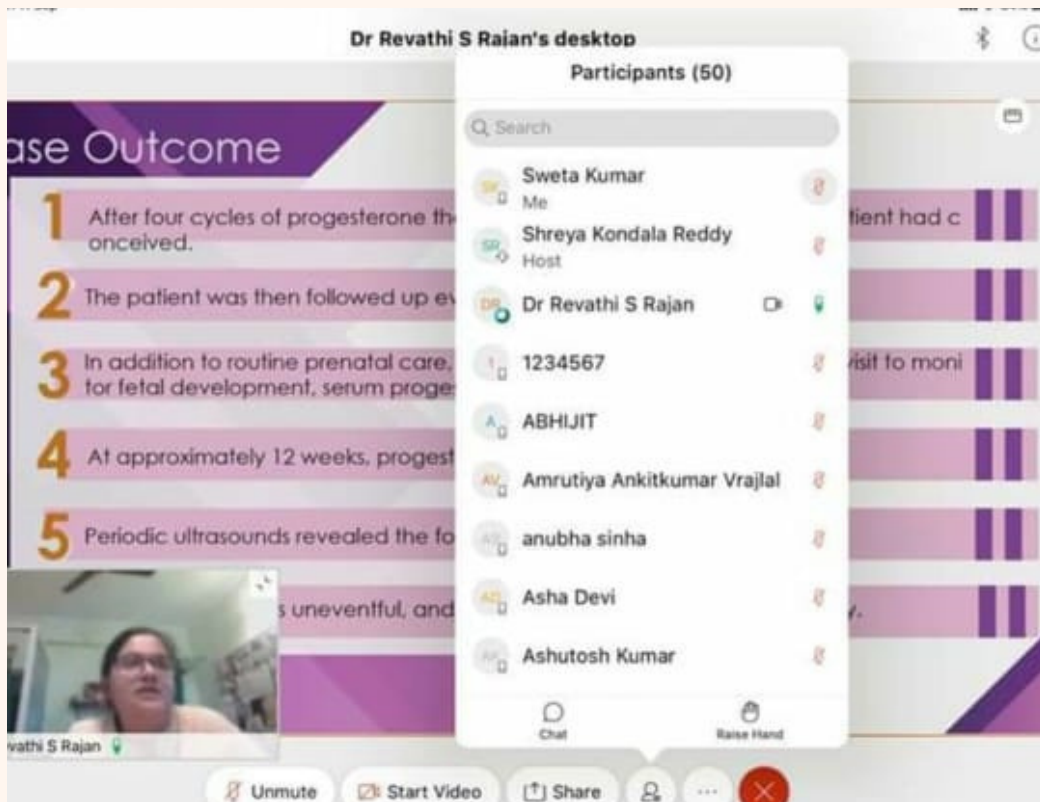 Dr Revathi S Rajan's desktop
Participants (50)
Search
Sweta Kumar
Me
Shreya Kondala Reddy
Host
Dr Revathi S Rajan
1234567
ABHIJIT
Amrutiya Ankitkumar Vrajlal
anubha sinha
Asha Devi
Ashutosh Kumar
Chat
Raise Hand
ase Outcome
1 After four cycles of progesterone th tient had c
onceived.
2 The patient was then followed up ev
3 In addition to routine prenatal care, visit to moni
for fetal development, serum proge
4 At approximately 12 weeks, progest
5 Periodic ultrasounds revealed the fo
s uneventful, and y.
vathi S Rajan
Unmute
Start Video
Share